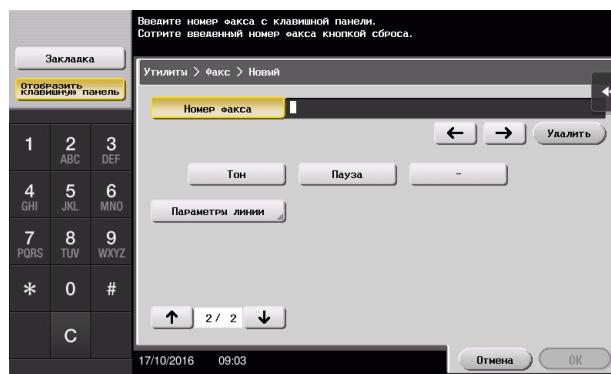 Введите номер факса с клавишной панели.
Сотрите введенный номер факса кнопкой сброса.
Закладка
Отобразить
клавишную панель
Утилиты > Факс > Новый
Номер факса
← → Удалить
1 2 ABC 3 DEF
4 GHI 5 JKL 6 MNO
7 PQRS 8 TUV 9 WXYZ
* 0 #
C
Тон Пауза -
Параметры линии
↑ 2/ 2 ↓
17/10/2016 09:03
Отмена OK